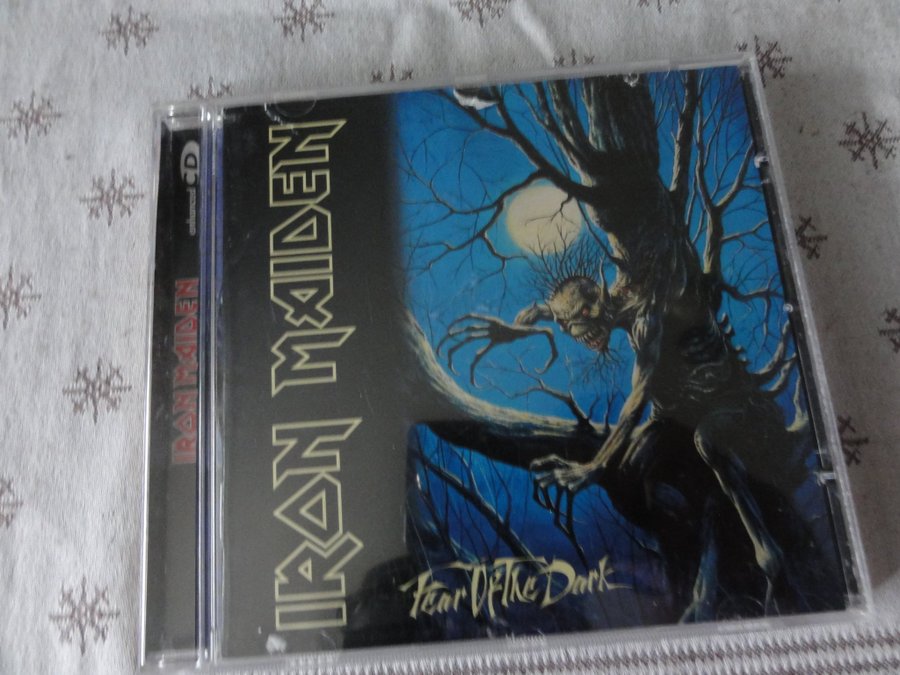 enhanced CD
IRON MAIDEN
IRON MAIDEN
Fear Of The Dark